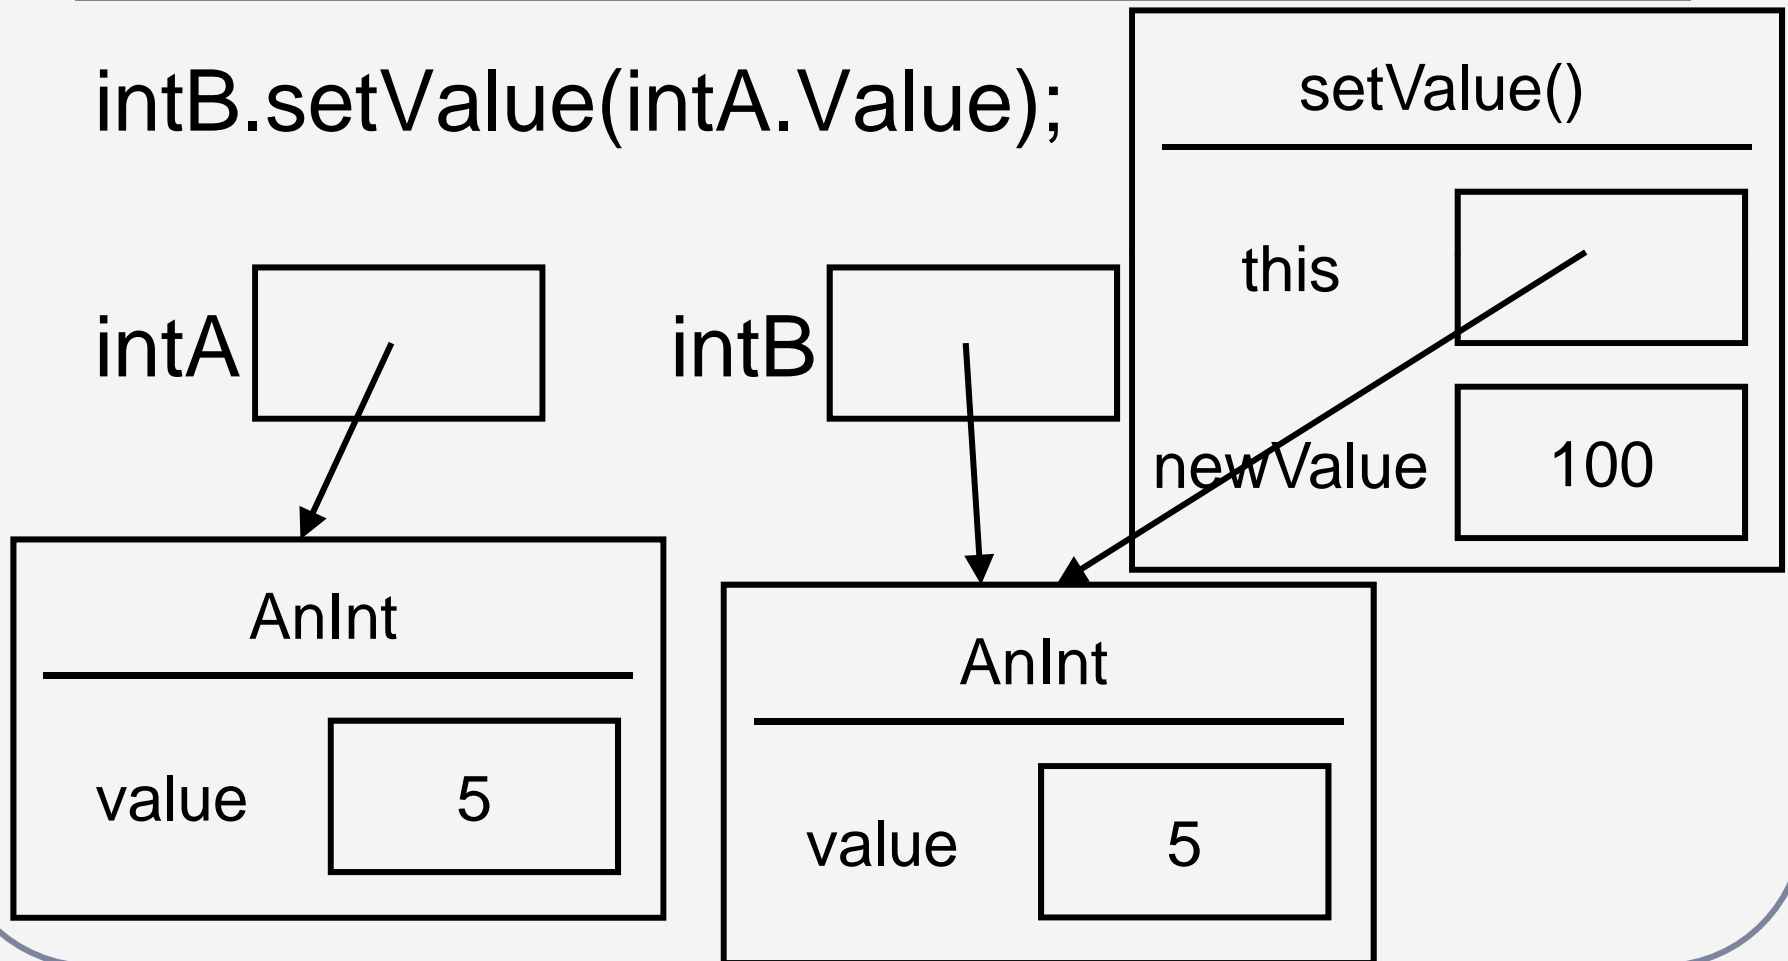 intB.setValue(intA.Value);
setValue()
this
intA
intB
newValue 100
AnInt
value 5
AnInt
value 5